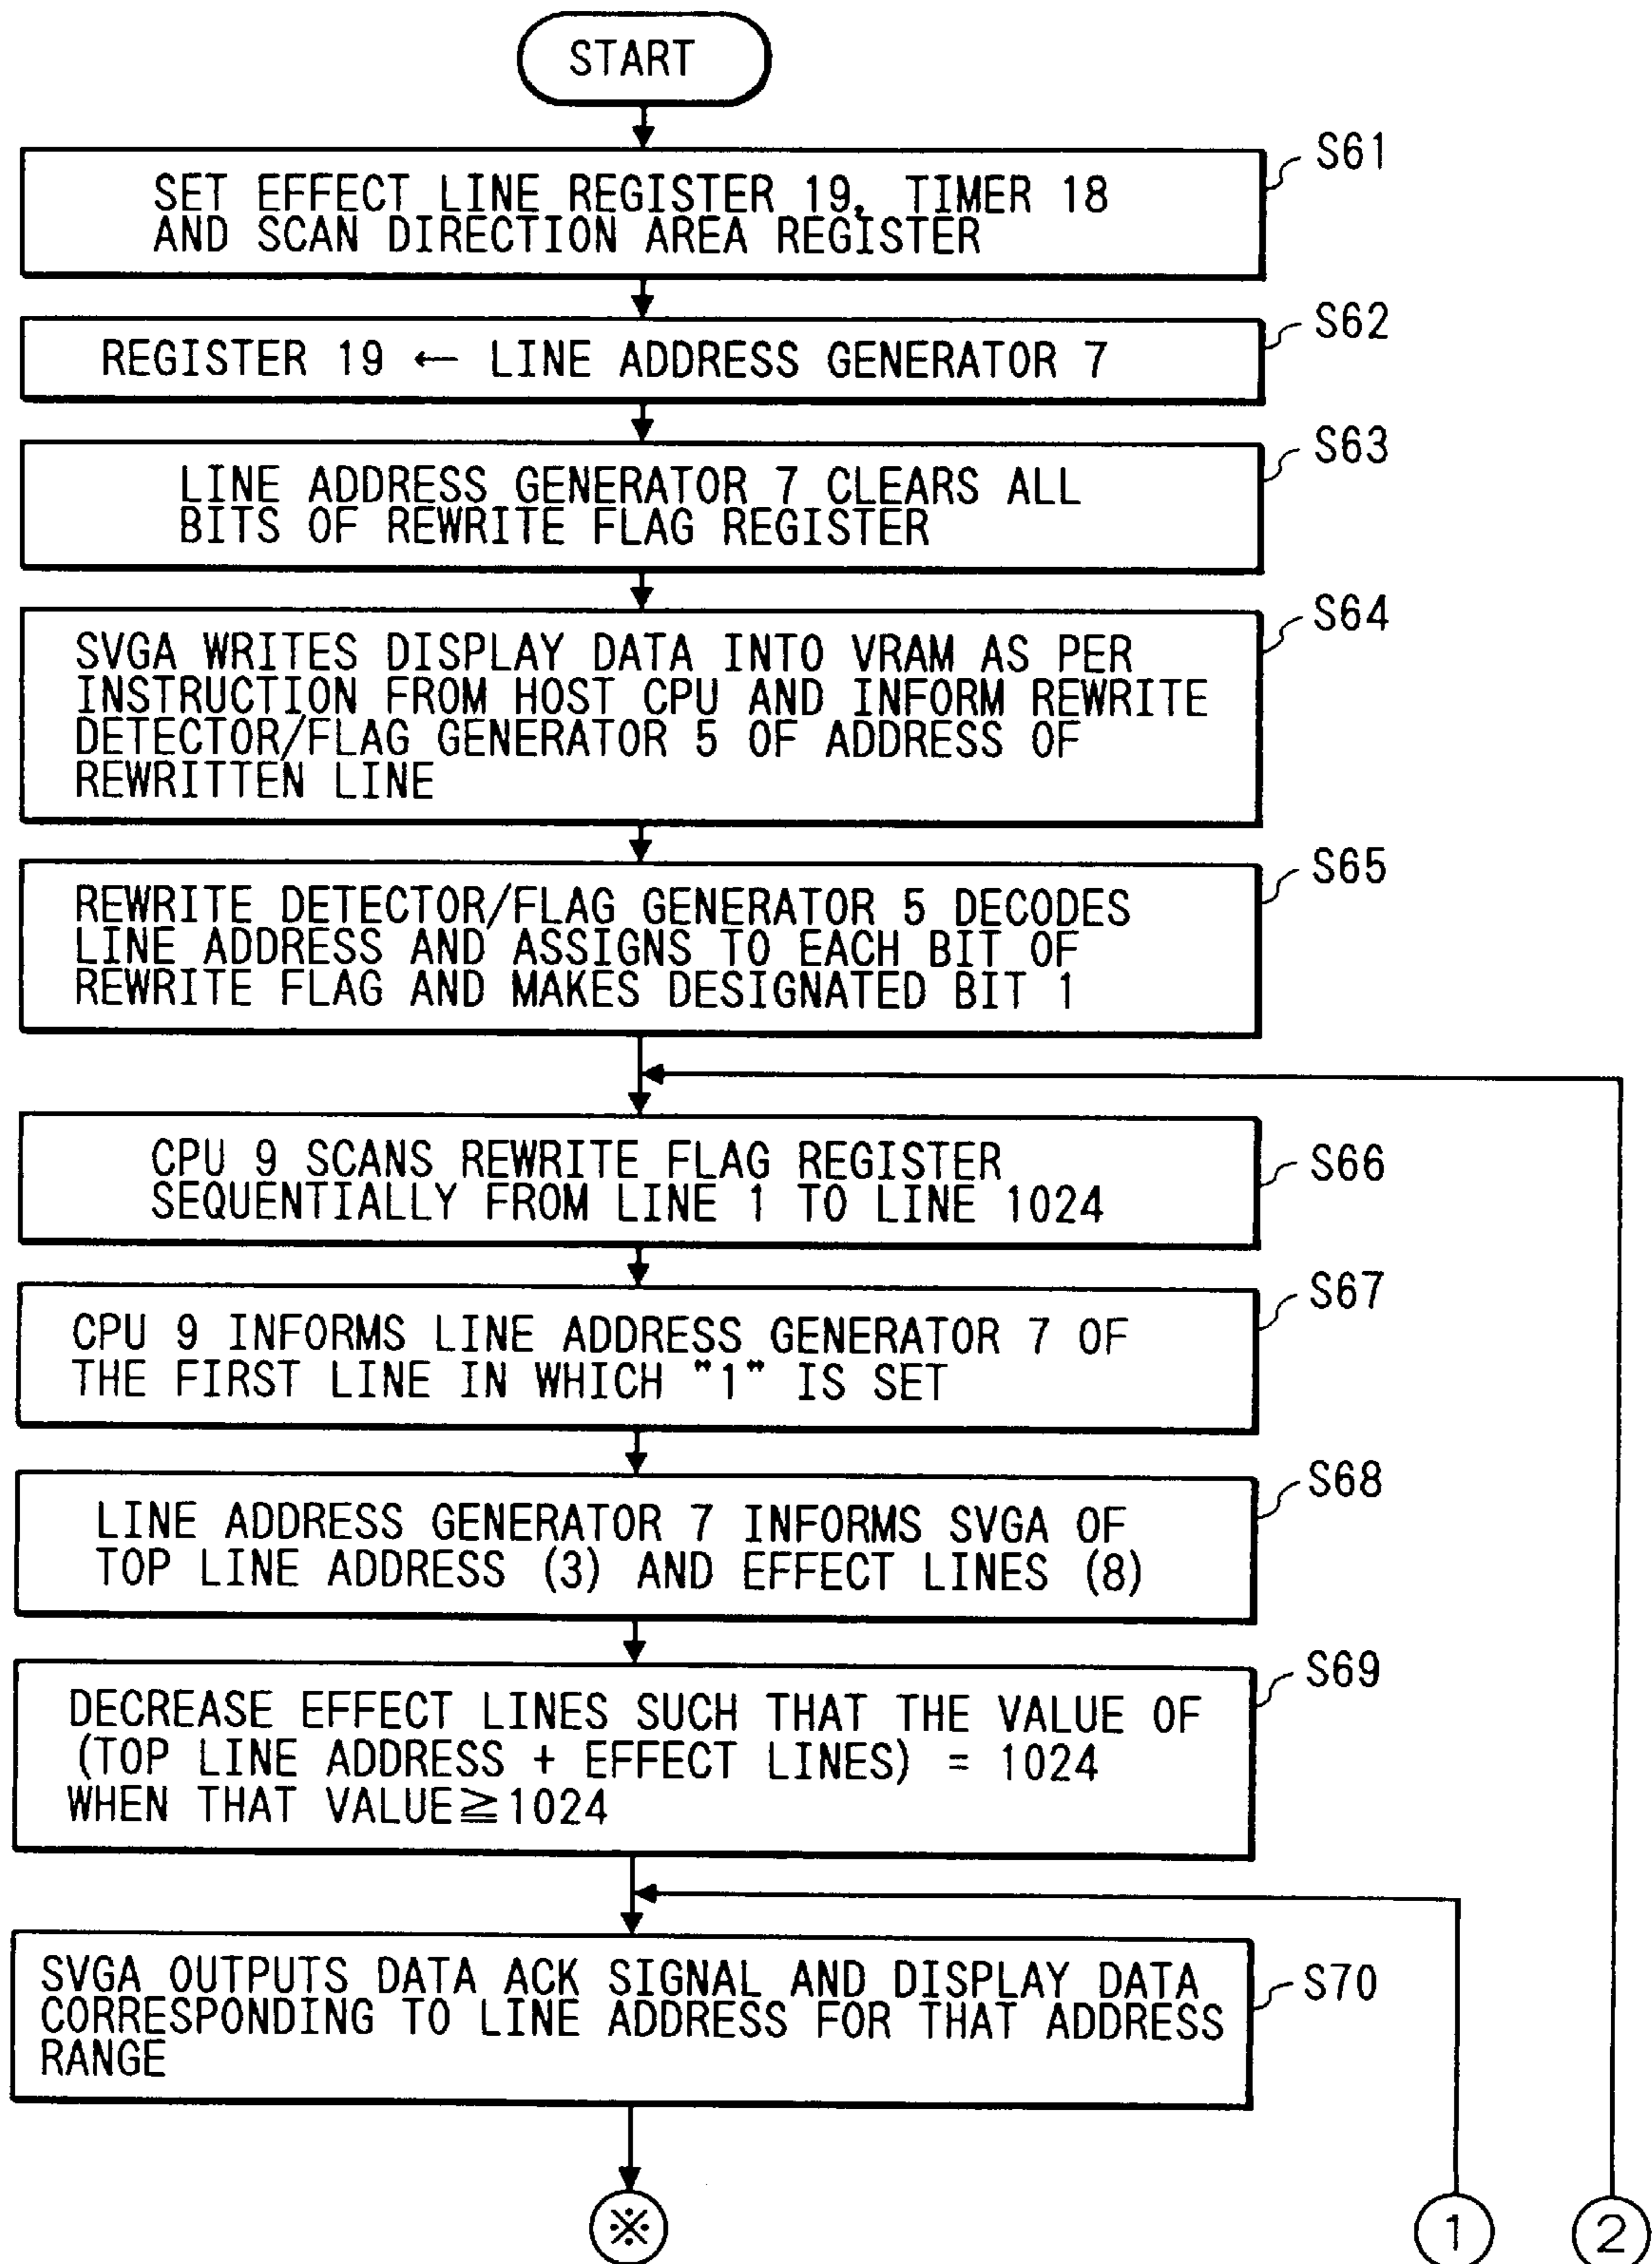 START
S61
SET EFFECT LINE REGISTER 19, TIMER 18
AND SCAN DIRECTION AREA REGISTER
S62
REGISTER 19 ← LINE ADDRESS GENERATOR 7
S63
LINE ADDRESS GENERATOR 7 CLEARS ALL
BITS OF REWRITE FLAG REGISTER
S64
SVGA WRITES DISPLAY DATA INTO VRAM AS PER
INSTRUCTION FROM HOST CPU AND INFORM REWRITE
DETECTOR/FLAG GENERATOR 5 OF ADDRESS OF
REWRITTEN LINE
S65
REWRITE DETECTOR/FLAG GENERATOR 5 DECODES
LINE ADDRESS AND ASSIGNS TO EACH BIT OF
REWRITE FLAG AND MAKES DESIGNATED BIT 1
S66
CPU 9 SCANS REWRITE FLAG REGISTER
SEQUENTIALLY FROM LINE 1 TO LINE 1024
S67
CPU 9 INFORMS LINE ADDRESS GENERATOR 7 OF
THE FIRST LINE IN WHICH "1" IS SET
S68
LINE ADDRESS GENERATOR 7 INFORMS SVGA OF
TOP LINE ADDRESS (3) AND EFFECT LINES (8)
S69
DECREASE EFFECT LINES SUCH THAT THE VALUE OF
(TOP LINE ADDRESS + EFFECT LINES) = 1024
WHEN THAT VALUE≧1024
S70
SVGA OUTPUTS DATA ACK SIGNAL AND DISPLAY DATA
CORRESPONDING TO LINE ADDRESS FOR THAT ADDRESS
RANGE
※
1
2